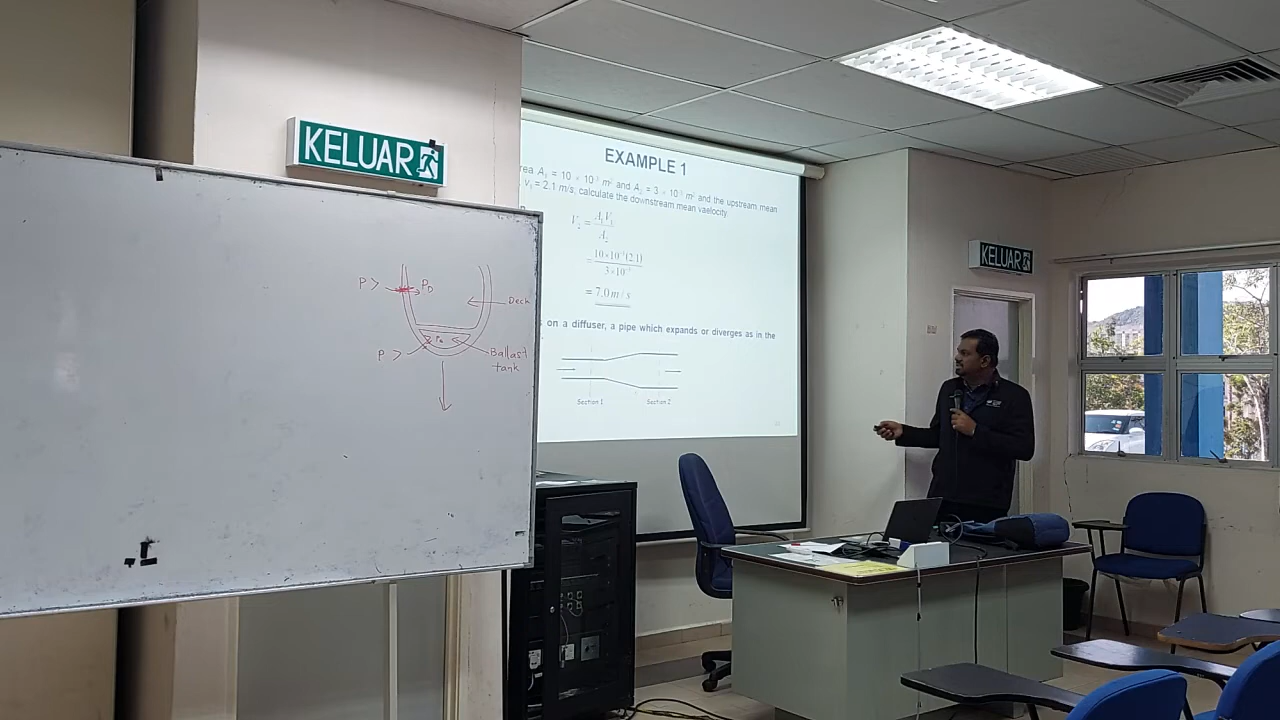 KELUAR
P > P_D
Deck
P > P_B
Ballast
tank
EXAMPLE 1
rea A₁ = 10 × 10⁻³ m² and A₂ = 3 × 10⁻³ m² and the upstream mean
v₁ = 2.1 m/s, calculate the downstream mean vaelocity
V₂ = A₁V₁ / A₂
= 10×10⁻³(2.1) / 3×10⁻³
= 7.0 m / s
on a diffuser, a pipe which expands or diverges as in the
Section 1 Section 2
KELUAR